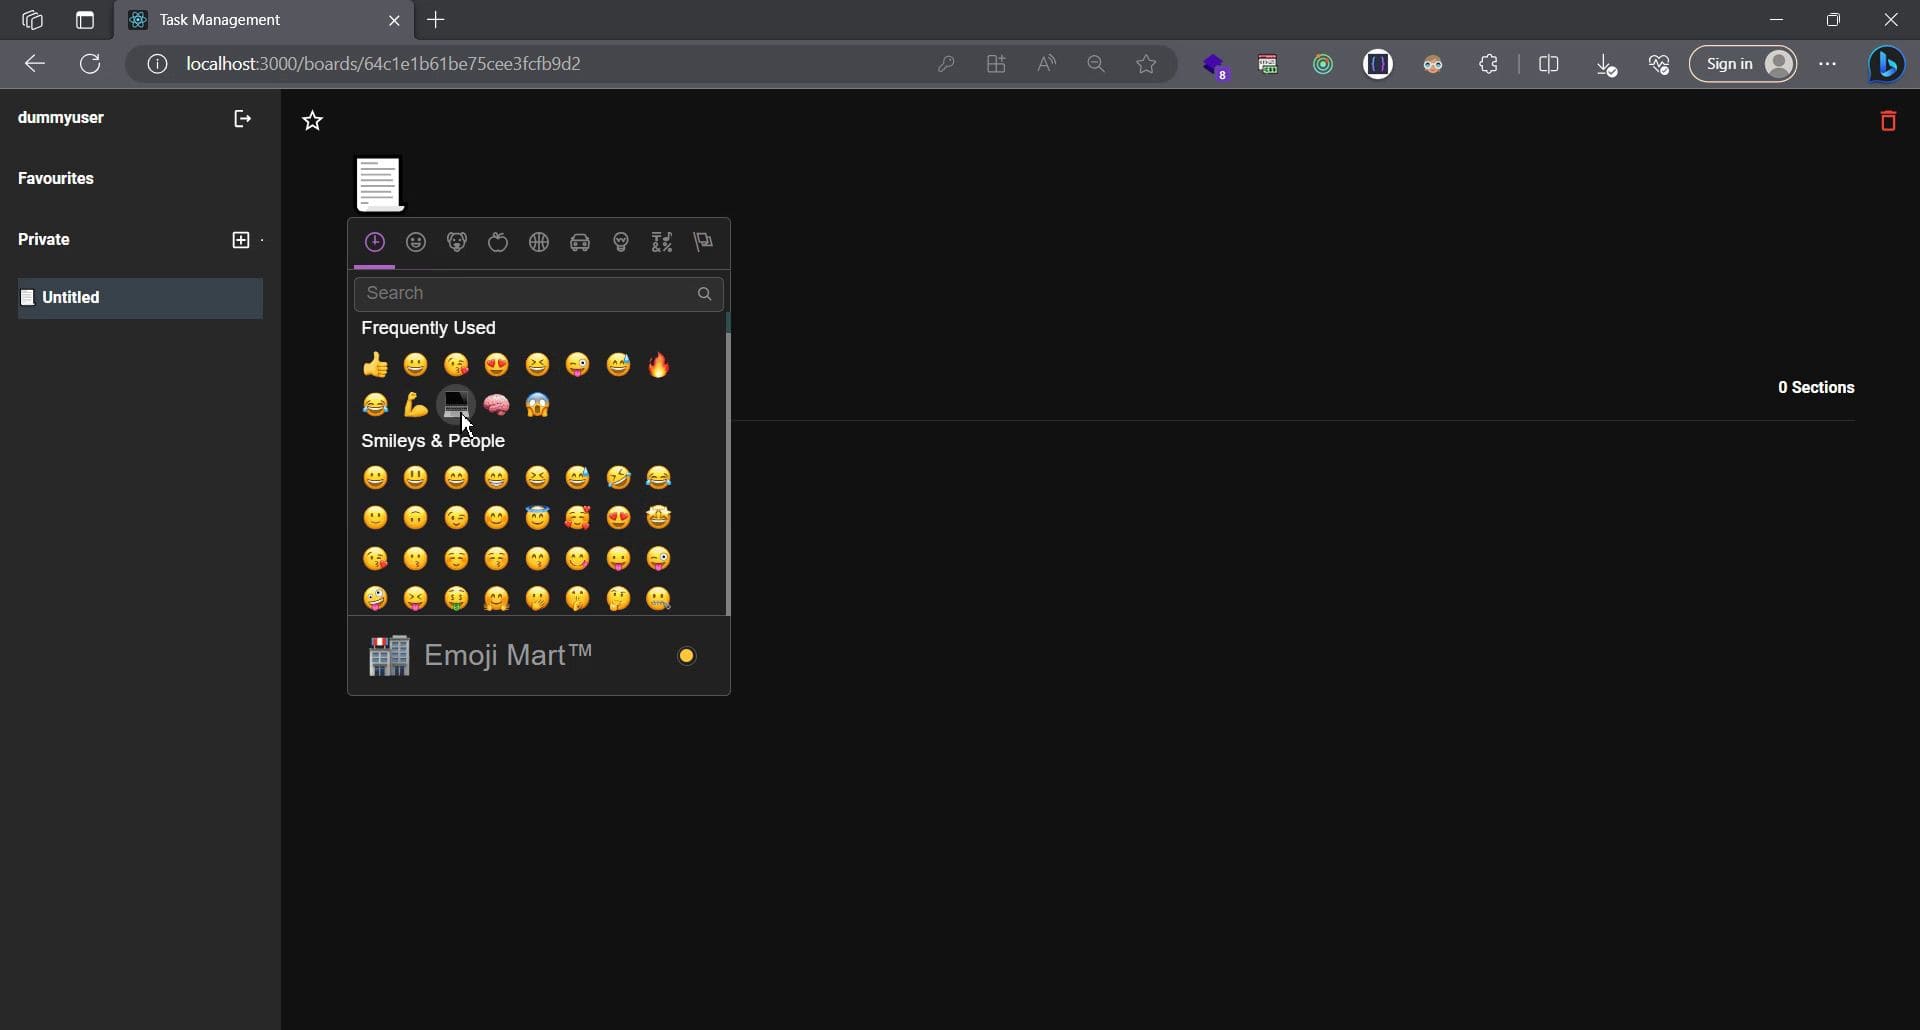 Task Management
localhost:3000/boards/64c1e1b61be75cee3fcfb9d2
8
Sign in
dummyuser
Favourites
Private
Untitled
Search
Frequently Used
Smileys & People
Emoji Mart™
0 Sections